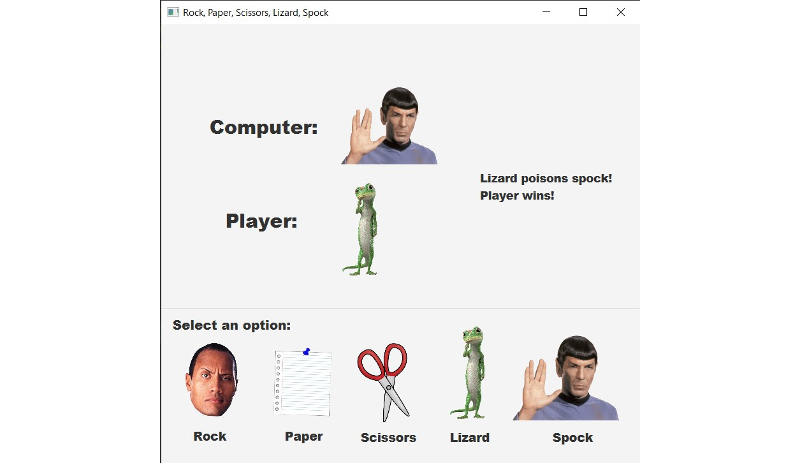 Rock, Paper, Scissors, Lizard, Spock
Computer:
Lizard poisons spock!
Player wins!
Player:
Select an option:
Rock
Paper
Scissors
Lizard
Spock